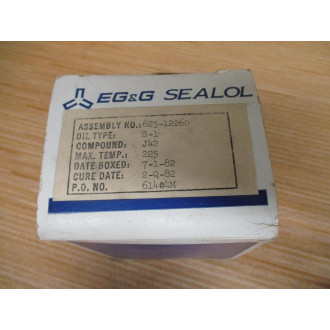 EG&G SEALOL
ASSEMBLY NO.: 623-12260
OIL TYPE: S-1
COMPOUND: J42
MAX. TEMP.: 225
DATE BOXED: 7-1-82
CURE DATE: 2-Q-82
P.O. NO. 61404M